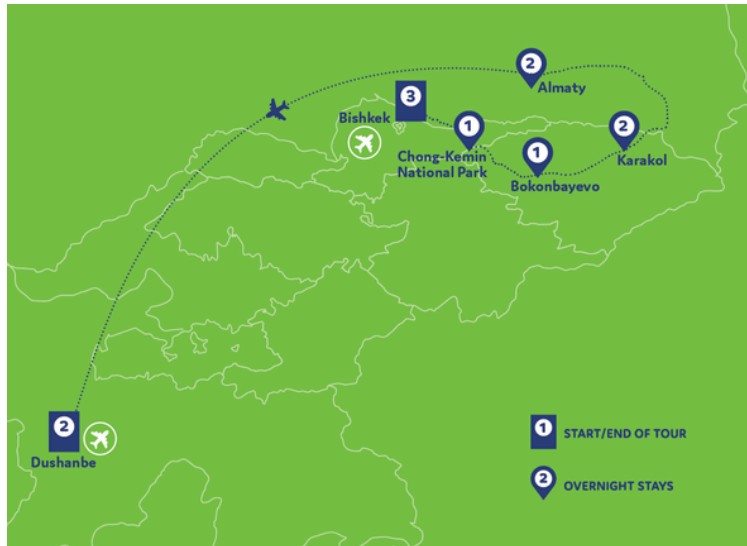 2
Almaty
3
Bishkek
1
Chong-Kemin
National Park
1
Bokonbayevo
2
Karakol
2
Dushanbe
1 START/END OF TOUR
2 OVERNIGHT STAYS